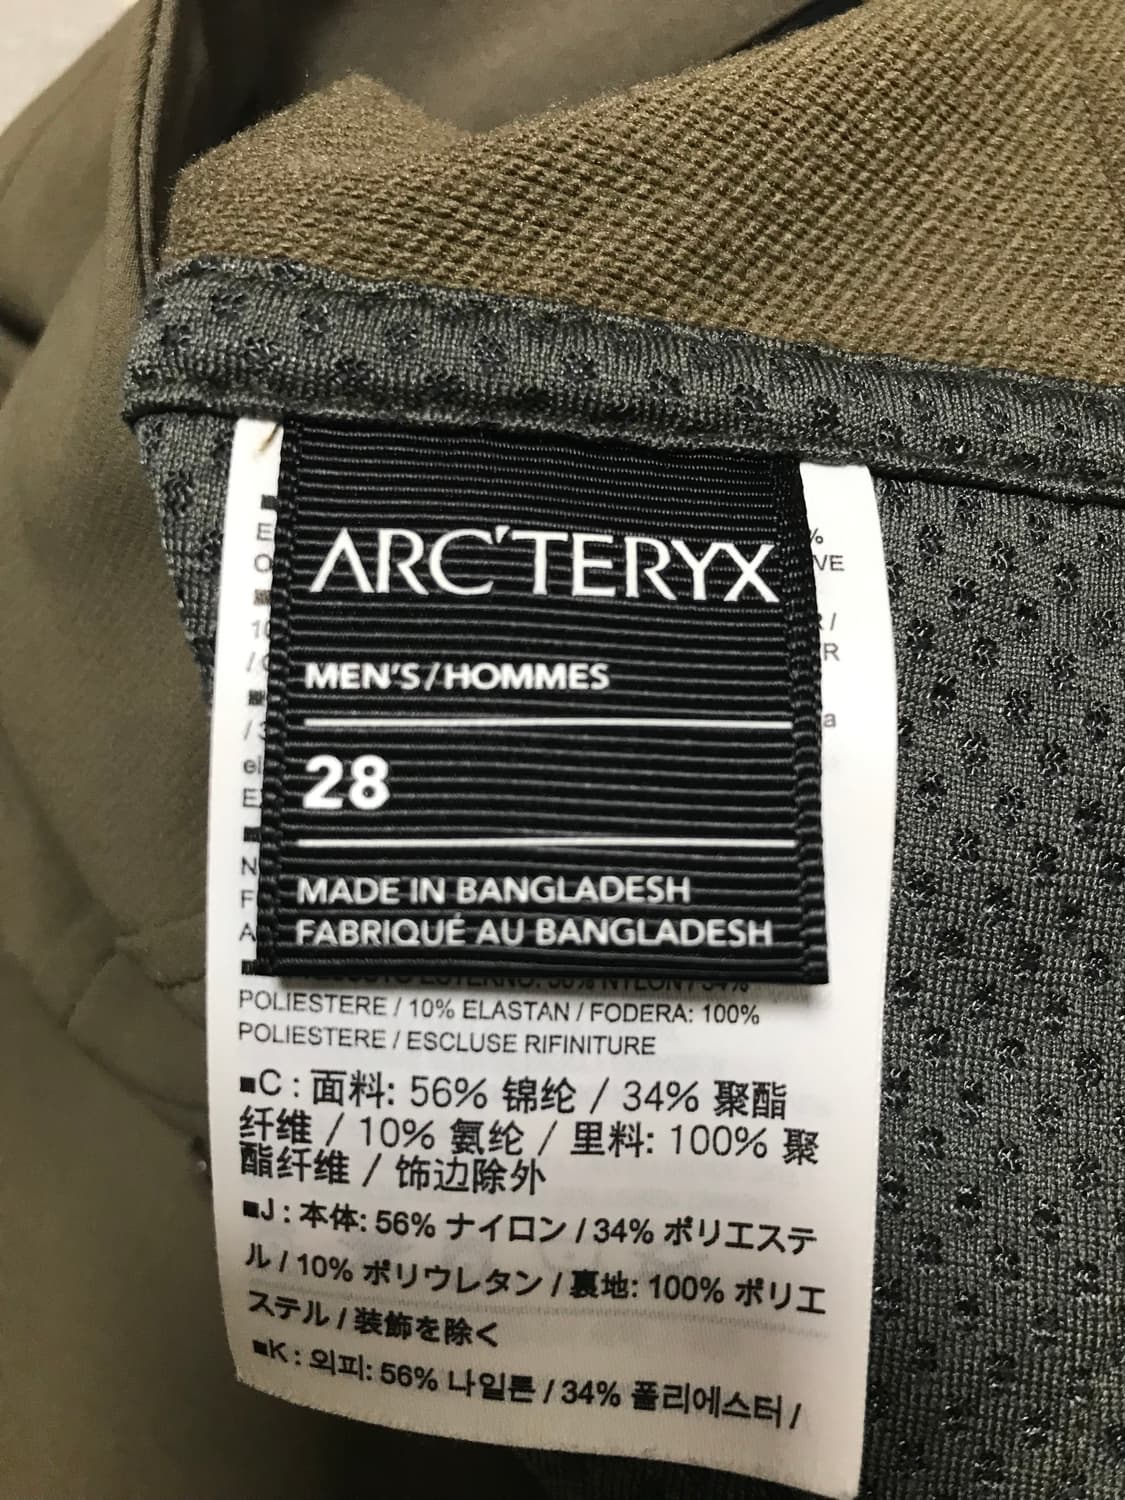 ARC'TERYX
MEN'S/HOMMES
28
MADE IN BANGLADESH
FABRIQUÉ AU BANGLADESH
VE
POLIESTERE / 10% ELASTAN / FODERA: 100%
POLIESTERE / ESCLUSE RIFINITURE
■C : 面料: 56% 锦纶 / 34% 聚酯
纤维 / 10% 氨纶 / 里料: 100% 聚
酯纤维 / 饰边除外
■J : 本体: 56% ナイロン / 34% ポリエステ
ル / 10% ポリウレタン / 裏地: 100% ポリエ
ステル / 装飾を除く
■K : 외피: 56% 나일론 / 34% 폴리에스터 /